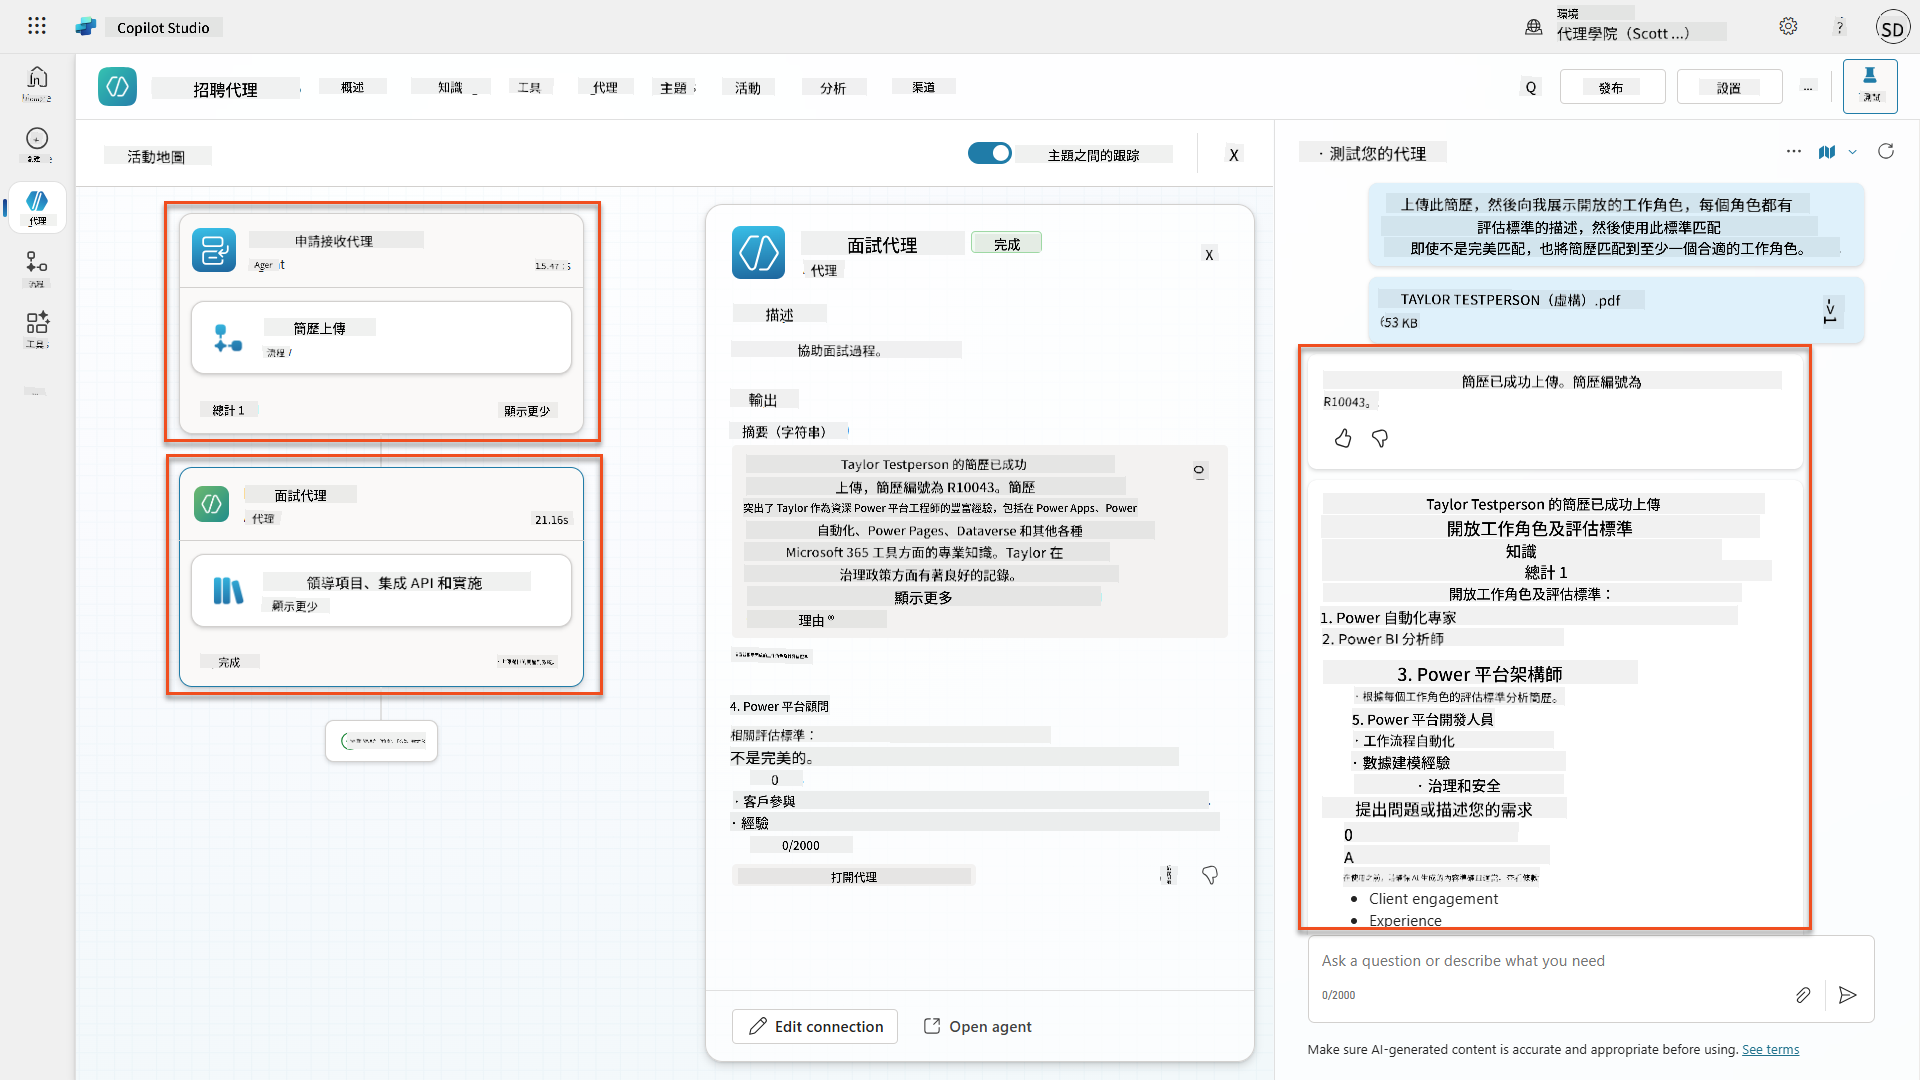 Copilot Studio
環境
代理學院（Scott ...）
?
SD
招聘代理
概述
知識
工具
代理
主題
活動
分析
渠道
Q
發布
設置
...
測試
代理
流程
工具
活動地圖
主題之間的跟踪
X
申請接收代理
簡歷上傳
流程
總計 1
顯示更少
面試代理
代理
21.16s
領導項目、集成 API 和實施
顯示更少
完成
面試代理
完成
代理
X
描述
協助面試過程。
輸出
摘要（字符串）
Taylor Testperson 的簡歷已成功
上傳，簡歷編號為 R10043。簡歷
突出了 Taylor 作為資深 Power 平台工程師的豐富經驗，包括在 Power Apps、Power
自動化、Power Pages、Dataverse 和其他各種
Microsoft 365 工具方面的專業知識。Taylor 在
治理政策方面有著良好的記錄。
顯示更多
理由
4. Power 平台顧問
相關評估標準：
不是完美的。
0
· 客戶參與
· 經驗
0/2000
打開代理
Edit connection
Open agent
· 測試您的代理
上傳此簡歷，然後向我展示開放的工作角色，每個角色都有
評估標準的描述，然後使用此標準匹配
即使不是完美匹配，也將簡歷匹配到至少一個合適的工作角色。
TAYLOR TESTPERSON（虛構）.pdf
653 KB
簡歷已成功上傳。簡歷編號為
R10043。
Taylor Testperson 的簡歷已成功上傳
開放工作角色及評估標準
知識
總計 1
開放工作角色及評估標準：
1. Power 自動化專家
2. Power BI 分析師
3. Power 平台架構師
· 根據每個工作角色的評估標準分析簡歷。
5. Power 平台開發人員
· 工作流程自動化
· 數據建模經驗
· 治理和安全
提出問題或描述您的需求
0
A
• Client engagement
• Experience
Ask a question or describe what you need
0/2000
Make sure AI-generated content is accurate and appropriate before using. See terms